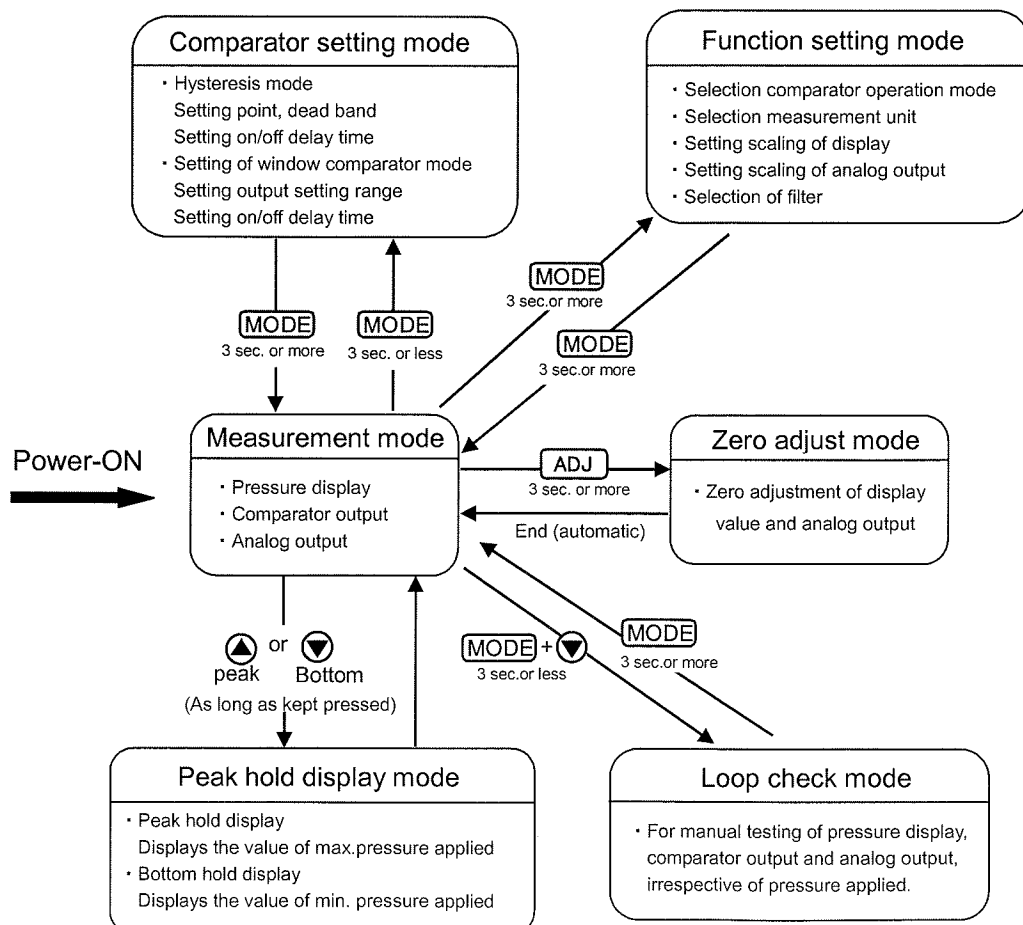 Comparator setting mode
・Hysteresis mode
Setting point, dead band
Setting on/off delay time
・Setting of window comparator mode
Setting output setting range
Setting on/off delay time
Function setting mode
・Selection comparator operation mode
・Selection measurement unit
・Setting scaling of display
・Setting scaling of analog output
・Selection of filter
MODE
3 sec. or more
MODE
3 sec. or less
MODE
3 sec.or more
MODE
3 sec.or more
Power-ON
Measurement mode
・Pressure display
・Comparator output
・Analog output
ADJ
3 sec. or more
End (automatic)
Zero adjust mode
・Zero adjustment of display
value and analog output
▲ or ▼
peak Bottom
(As long as kept pressed)
MODE + ▼
3 sec.or less
MODE
3 sec.or more
Peak hold display mode
・Peak hold display
Displays the value of max.pressure applied
・Bottom hold display
Displays the value of min. pressure applied
Loop check mode
・For manual testing of pressure display,
comparator output and analog output,
irrespective of pressure applied.